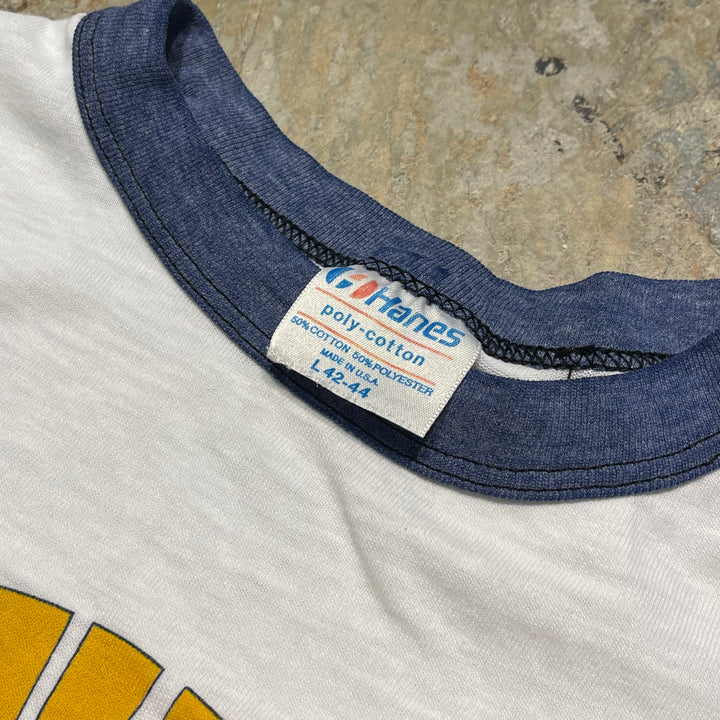 Hanes
poly-cotton
50% COTTON 50% POLYESTER
MADE IN U.S.A.
L 42-44